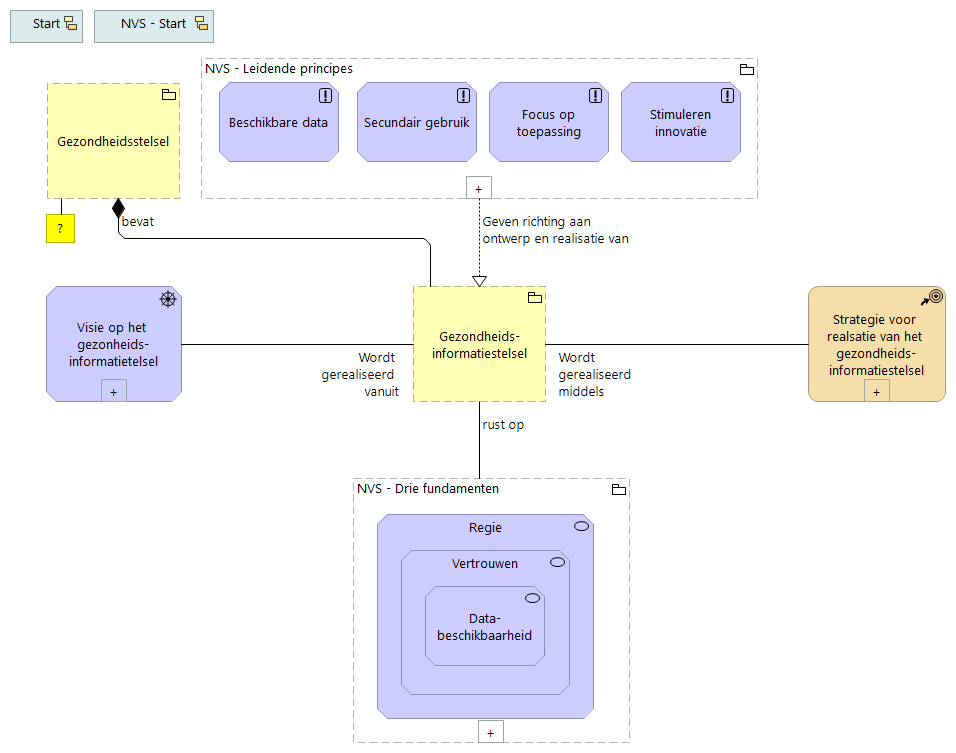 Start
NVS - Start
NVS - Leidende principes
Beschikbare data
Secundair gebruik
Focus op
toepassing
Stimuleren
innovatie
Gezondheidsstelsel
?
bevat
+
Geven richting aan
ontwerp en realisatie van
Visie op het
gezonheids-
informatietelsel
+
Wordt
gerealiseerd
vanuit
Gezondheids-
informatiestelsel
Wordt
gerealiseerd
middels
Strategie voor
realsatie van het
gezondheids-
informatiestelsel
+
rust op
NVS - Drie fundamenten
Regie
Vertrouwen
Data-
beschikbaarheid
+